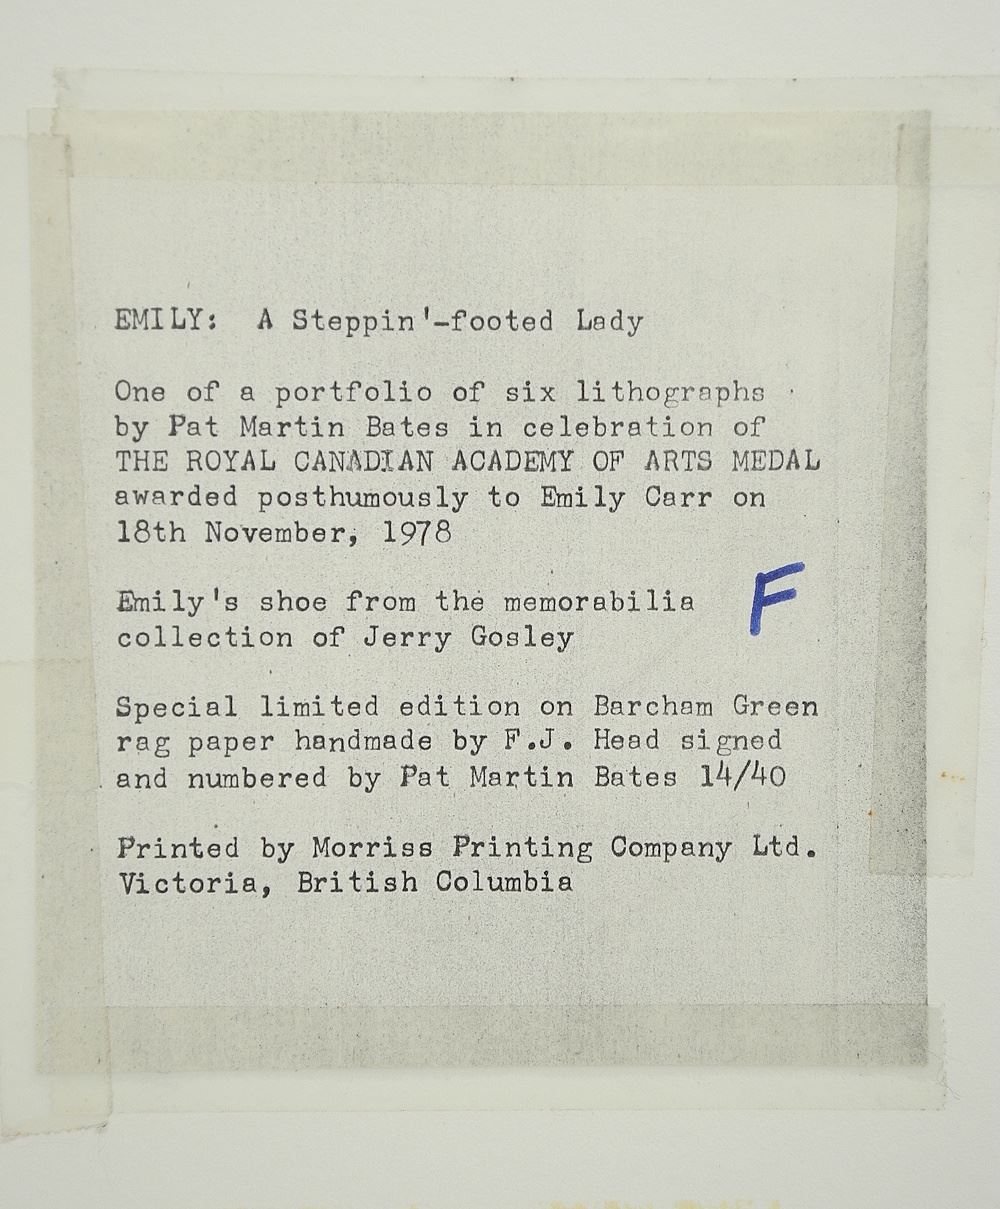 EMILY: A Steppin'-footed Lady
One of a portfolio of six lithographs
by Pat Martin Bates in celebration of
THE ROYAL CANADIAN ACADEMY OF ARTS MEDAL
awarded posthumously to Emily Carr on
18th November, 1978
Emily's shoe from the memorabilia
collection of Jerry Gosley
F
Special limited edition on Barcham Green
rag paper handmade by F.J. Head signed
and numbered by Pat Martin Bates 14/40
Printed by Morriss Printing Company Ltd.
Victoria, British Columbia